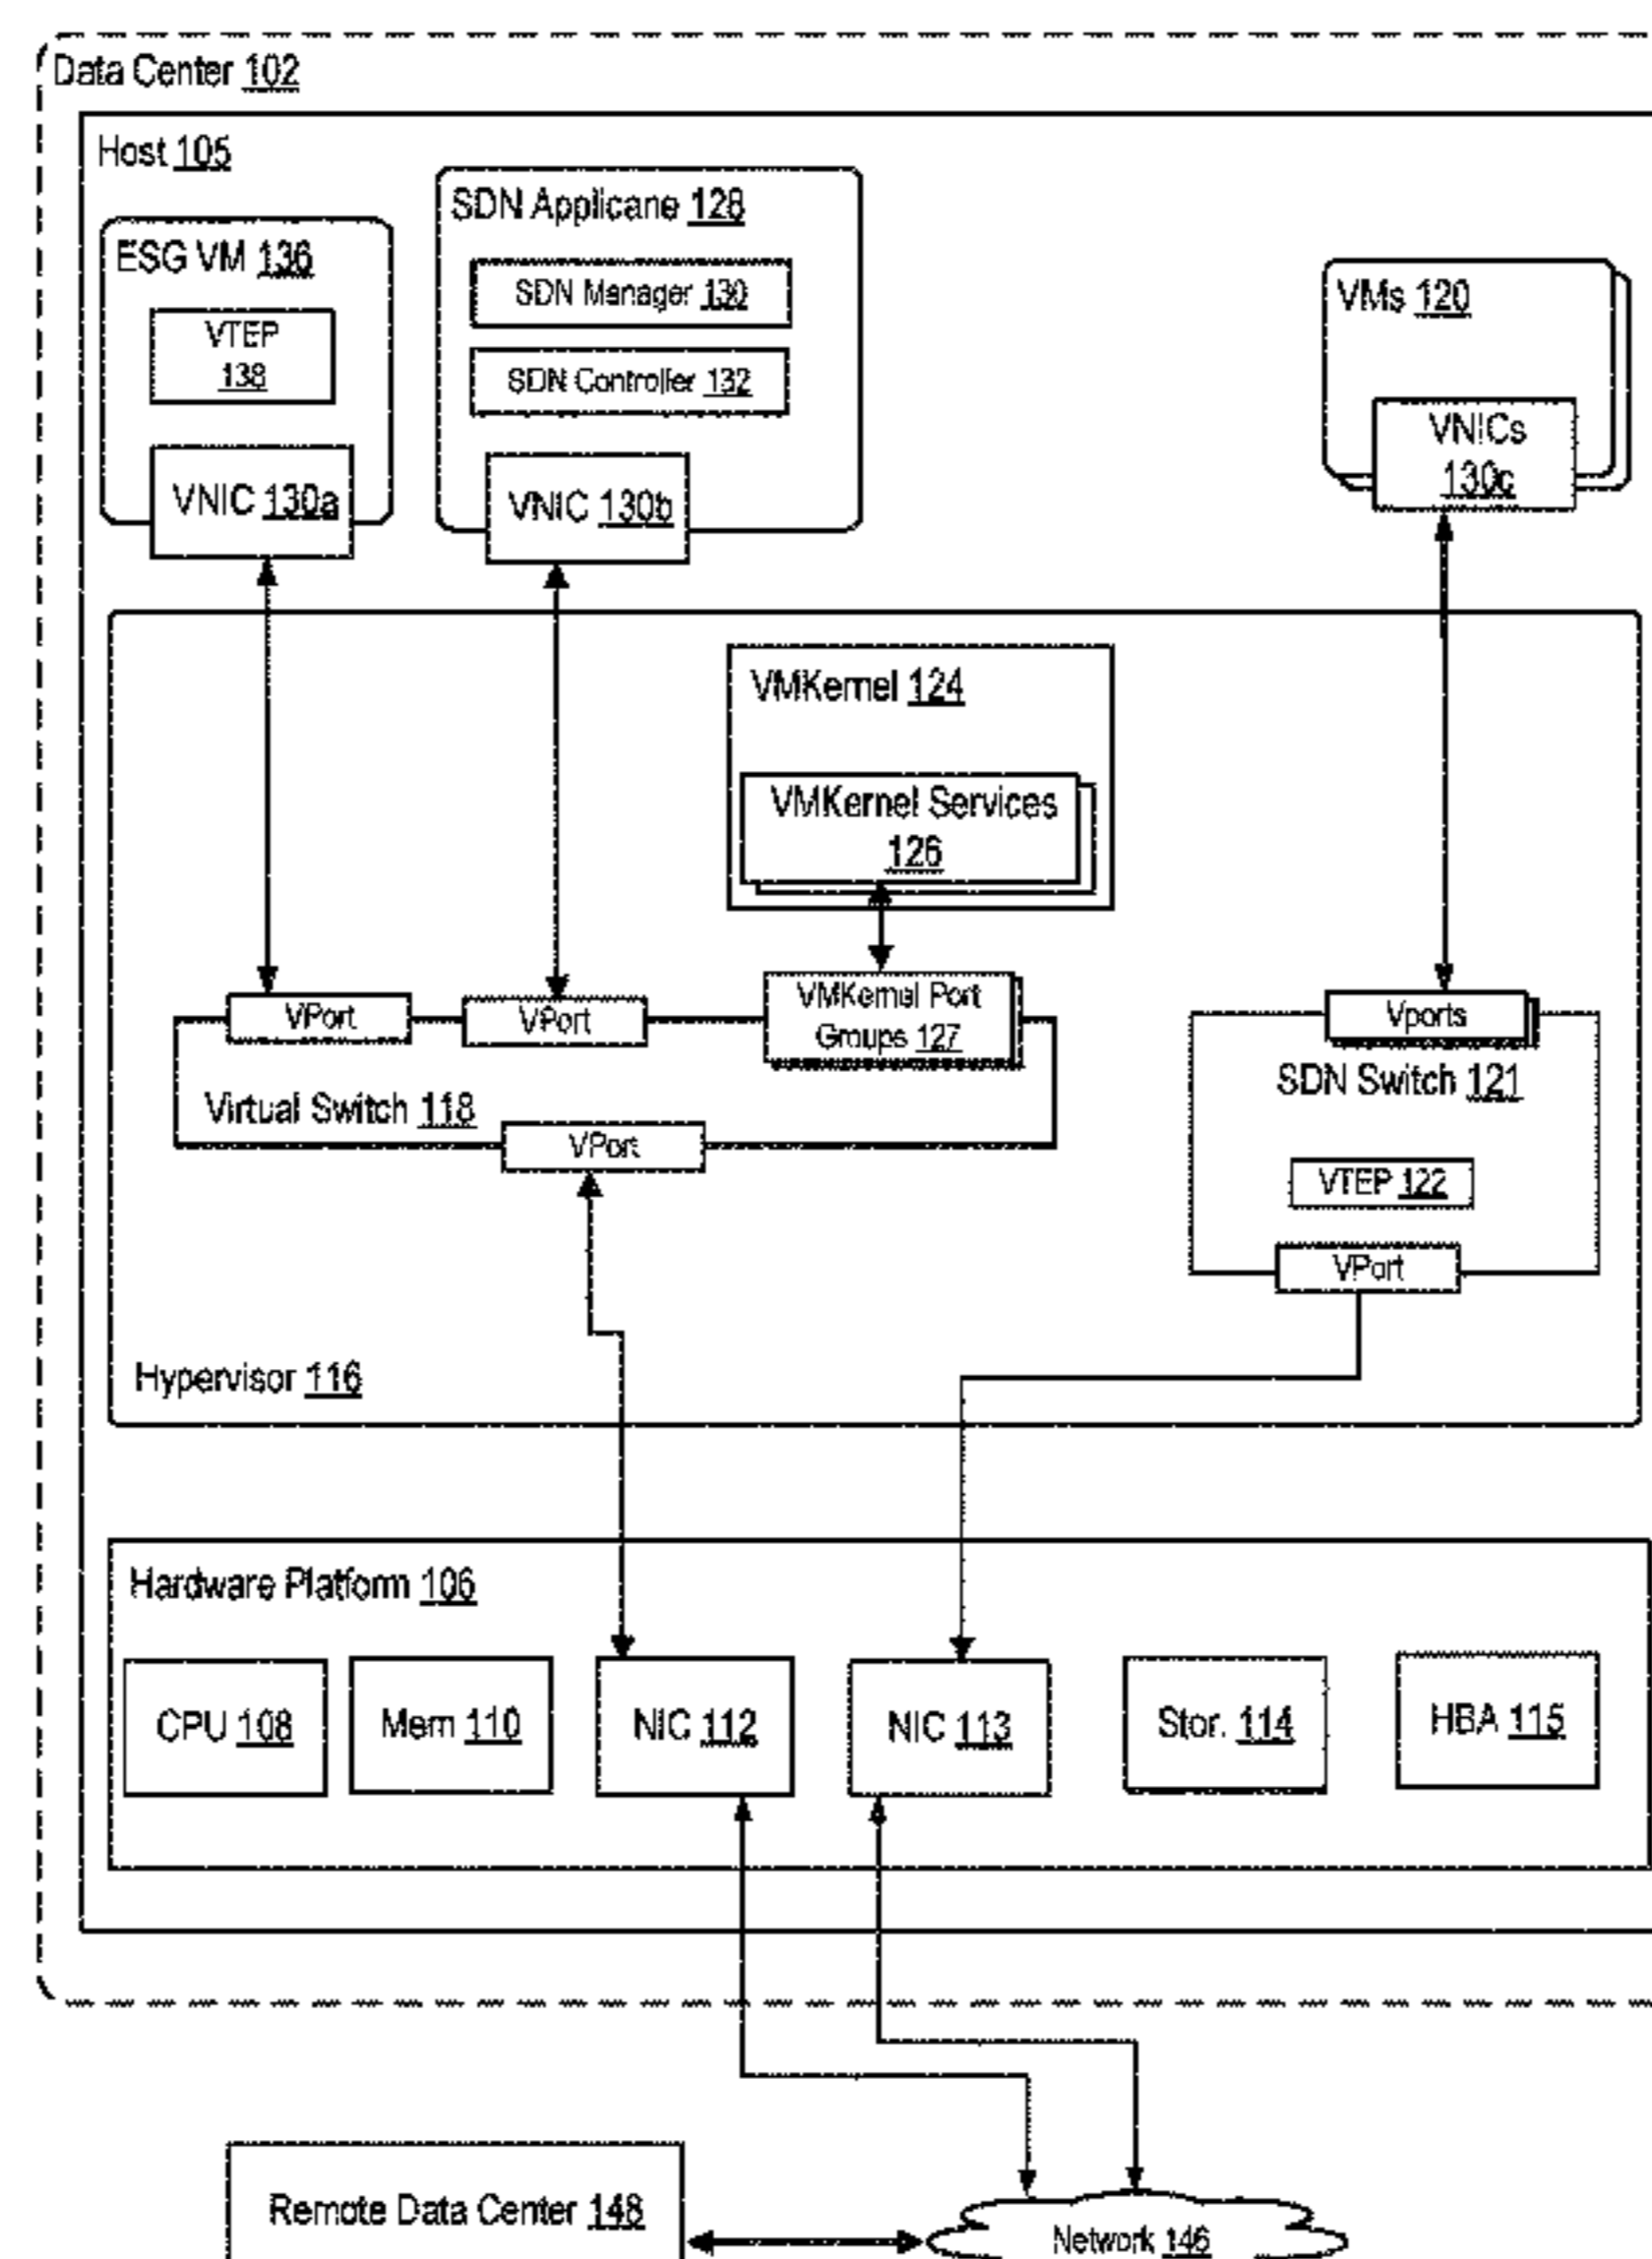 Data Center 102
Host 105
SDN Applicane 128
ESG VM 136
SDN Manager 130
VMs 120
VTEP
138
SDN Controller 132
VNICs
130c
VNIC 130a
VNIC 130b
VMKernel 124
VMKernel Services
126
VPort
VPort
VMKernel Port
Groups 127
Vports
SDN Switch 121
Virtual Switch 118
VPort
VTEP 122
VPort
Hypervisor 116
Hardware Platform 106
CPU 108
Mem 110
NIC 112
NIC 113
Stor. 114
HBA 115
Remote Data Center 148
Network 146